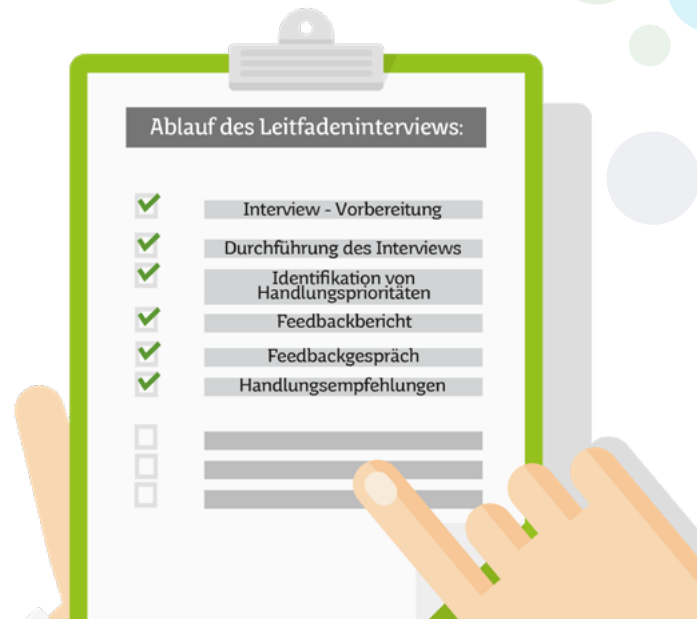 Ablauf des Leitfadeninterviews:
Interview - Vorbereitung
Durchführung des Interviews
Identifikation von
Handlungsprioritäten
Feedbackbericht
Feedbackgespräch
Handlungsempfehlungen